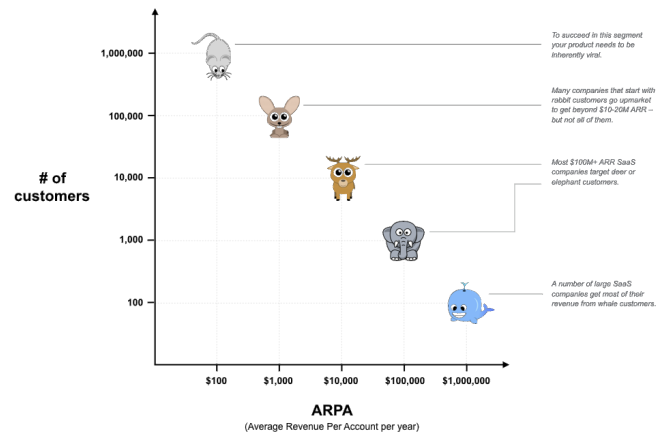 To succeed in this segment
your product needs to be
inherently viral.
1,000,000
Many companies that start with
rabbit customers go upmarket
to get beyond $10-20M ARR –
but not all of them.
100,000
Most $100M+ ARR SaaS
companies target deer or
elephant customers.
10,000
# of
customers
1,000
A number of large SaaS
companies get most of their
revenue from whale customers.
100
$100
$1,000
$10,000
$100,000
$1,000,000
ARPA
(Average Revenue Per Account per year)